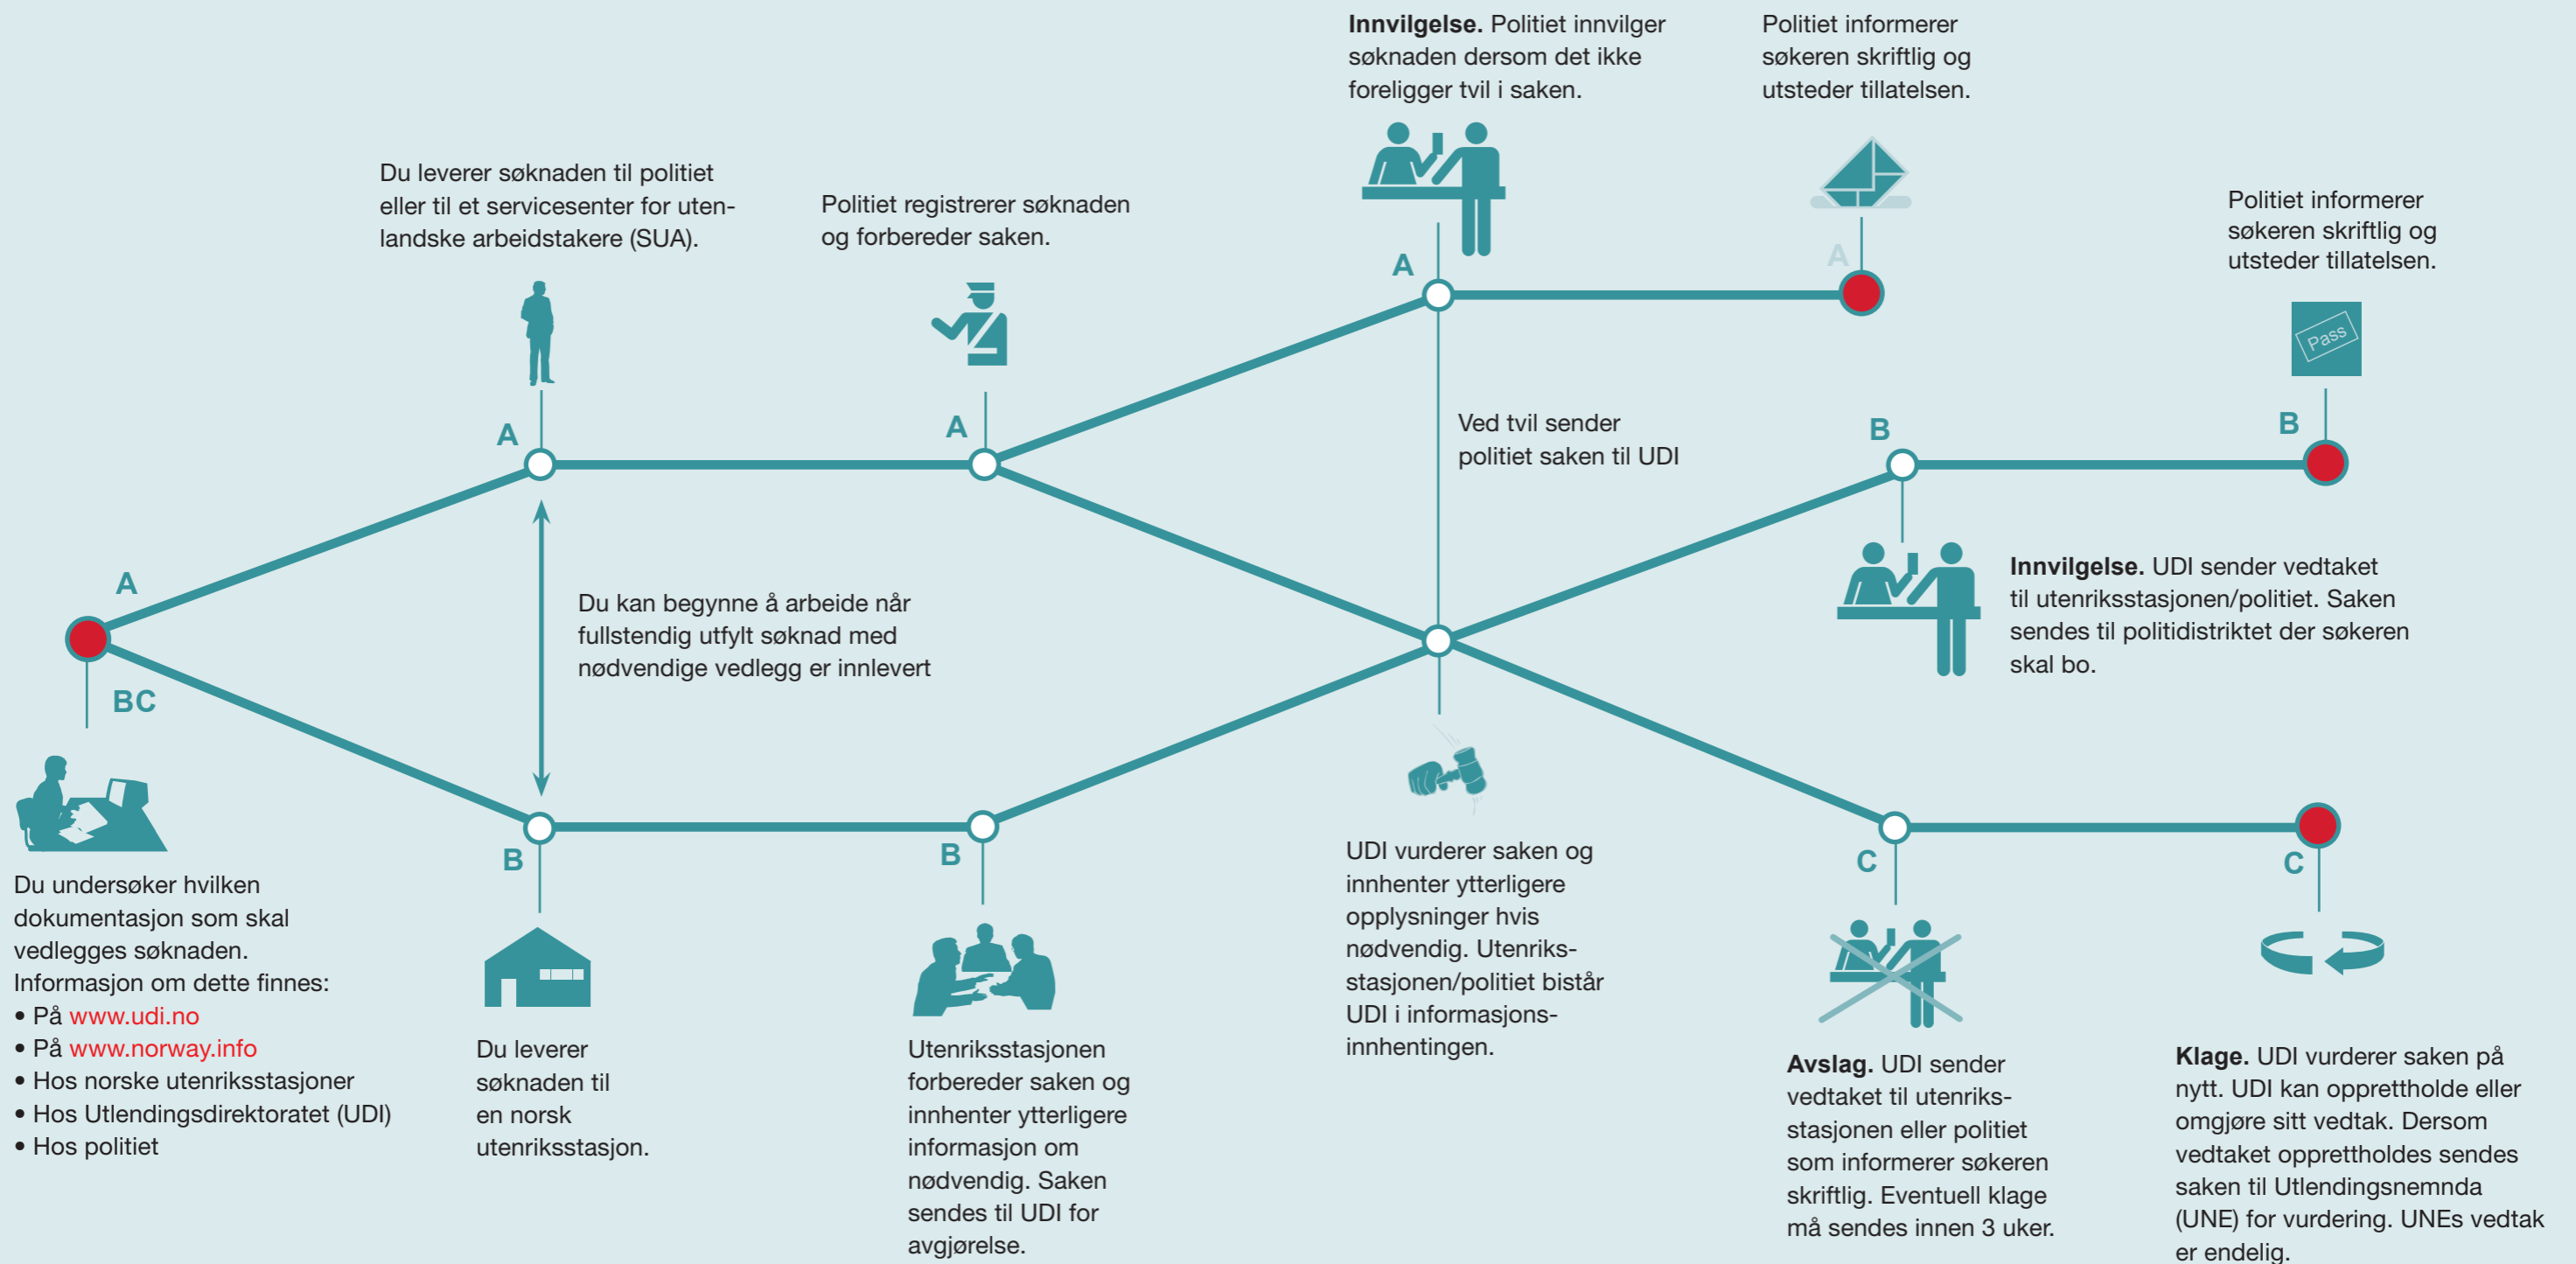 Innvilgelse. Politiet innvilger
søknaden dersom det ikke
foreligger tvil i saken.
Politiet informerer
søkeren skriftlig og
utsteder tillatelsen.
Du leverer søknaden til politiet
eller til et servicesenter for uten-
landske arbeidstakere (SUA).
Politiet registrerer søknaden
og forbereder saken.
Politiet informerer
søkeren skriftlig og
utsteder tillatelsen.
Pass
A
A
A
A
B
B
Ved tvil sender
politiet saken til UDI
A
BC
Du kan begynne å arbeide når
fullstendig utfylt søknad med
nødvendige vedlegg er innlevert
Innvilgelse. UDI sender vedtaket
til utenriksstasjonen/politiet. Saken
sendes til politidistriktet der søkeren
skal bo.
B
B
C
C
Du undersøker hvilken
dokumentasjon som skal
vedlegges søknaden.
Informasjon om dette finnes:
• På www.udi.no
• På www.norway.info
• Hos norske utenriksstasjoner
• Hos Utlendingsdirektoratet (UDI)
• Hos politiet
Du leverer
søknaden til
en norsk
utenriksstasjon.
Utenriksstasjonen
forbereder saken og
innhenter ytterligere
informasjon om
nødvendig. Saken
sendes til UDI for
avgjørelse.
UDI vurderer saken og
innhenter ytterligere
opplysninger hvis
nødvendig. Utenriks-
stasjonen/politiet bistår
UDI i informasjons-
innhentingen.
Avslag. UDI sender
vedtaket til utenriks-
stasjonen eller politiet
som informerer søkeren
skriftlig. Eventuell klage
må sendes innen 3 uker.
Klage. UDI vurderer saken på
nytt. UDI kan opprettholde eller
omgjøre sitt vedtak. Dersom
vedtaket opprettholdes sendes
saken til Utlendingsnemnda
(UNE) for vurdering. UNEs vedtak
er endelig.